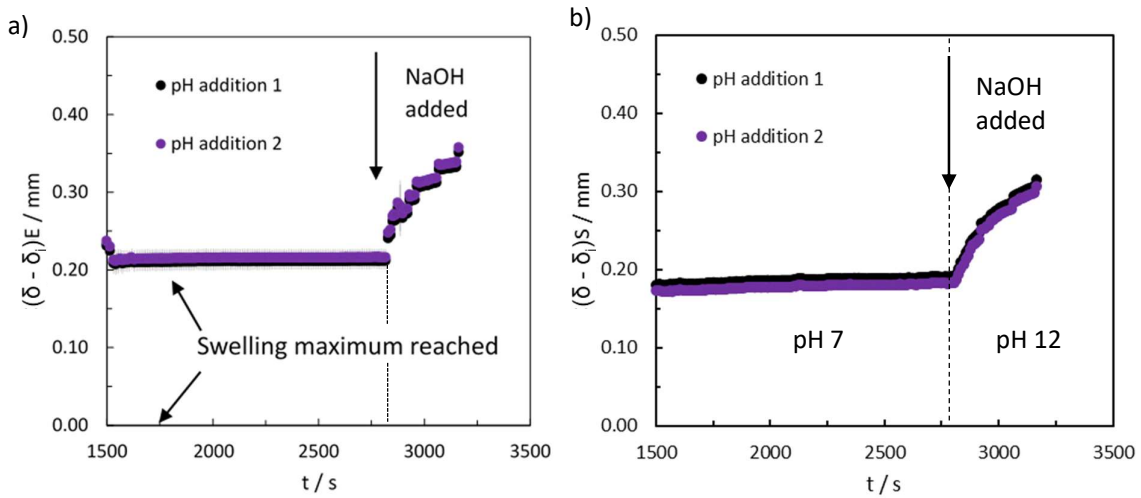 a)
0.50
0.40
0.30
0.20
0.10
0.00
(δ - δi)E / mm
pH addition 1
pH addition 2
NaOH
added
Swelling maximum reached
1500
2000
2500
3000
3500
t / s
b)
0.50
0.40
0.30
0.20
0.10
0.00
(δ - δi)S / mm
pH addition 1
pH addition 2
NaOH
added
pH 7
pH 12
1500
2000
2500
3000
3500
t / s